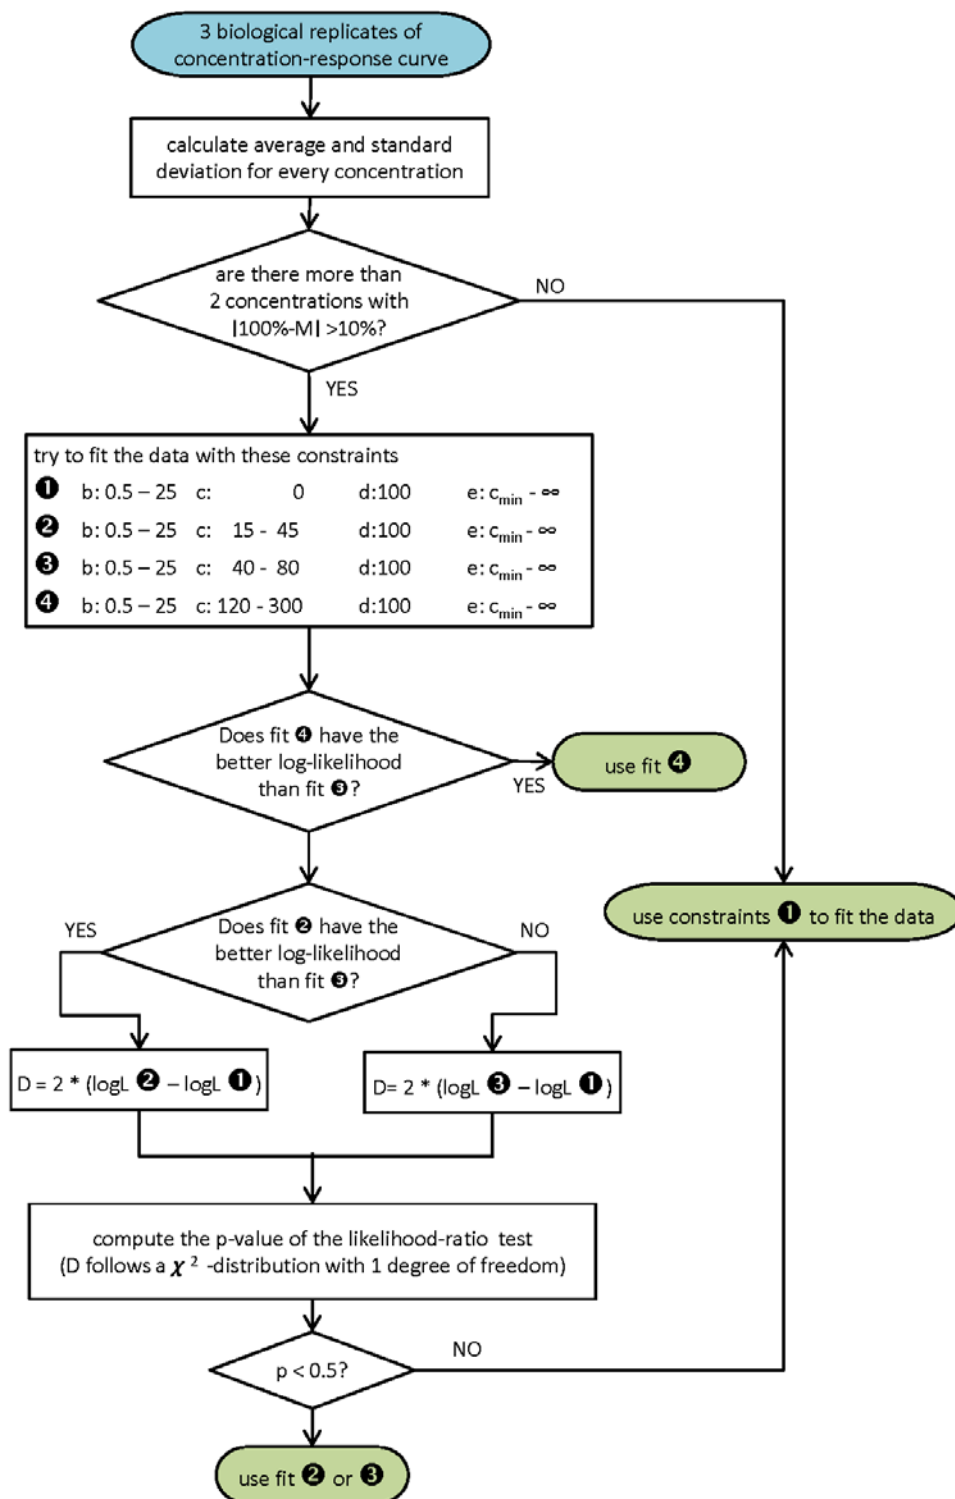 3 biological replicates of
concentration-response curve
calculate average and standard
deviation for every concentration
are there more than
2 concentrations with
|100%-M| >10%?
NO
YES
try to fit the data with these constraints
❶ b: 0.5 – 25 c: 0 d:100 e: cmin - ∞
❷ b: 0.5 – 25 c: 15 - 45 d:100 e: cmin - ∞
❸ b: 0.5 – 25 c: 40 - 80 d:100 e: cmin - ∞
❹ b: 0.5 – 25 c: 120 - 300 d:100 e: cmin - ∞
Does fit ❹ have the
better log-likelihood
than fit ❸?
YES
use fit ❹
use constraints ❶ to fit the data
Does fit ❷ have the
better log-likelihood
than fit ❸?
YES
NO
D = 2 * (logL ❷ – logL ❶)
D= 2 * (logL ❸ – logL ❶)
compute the p-value of the likelihood-ratio test
(D follows a χ² -distribution with 1 degree of freedom)
p < 0.5?
NO
use fit ❷ or ❸